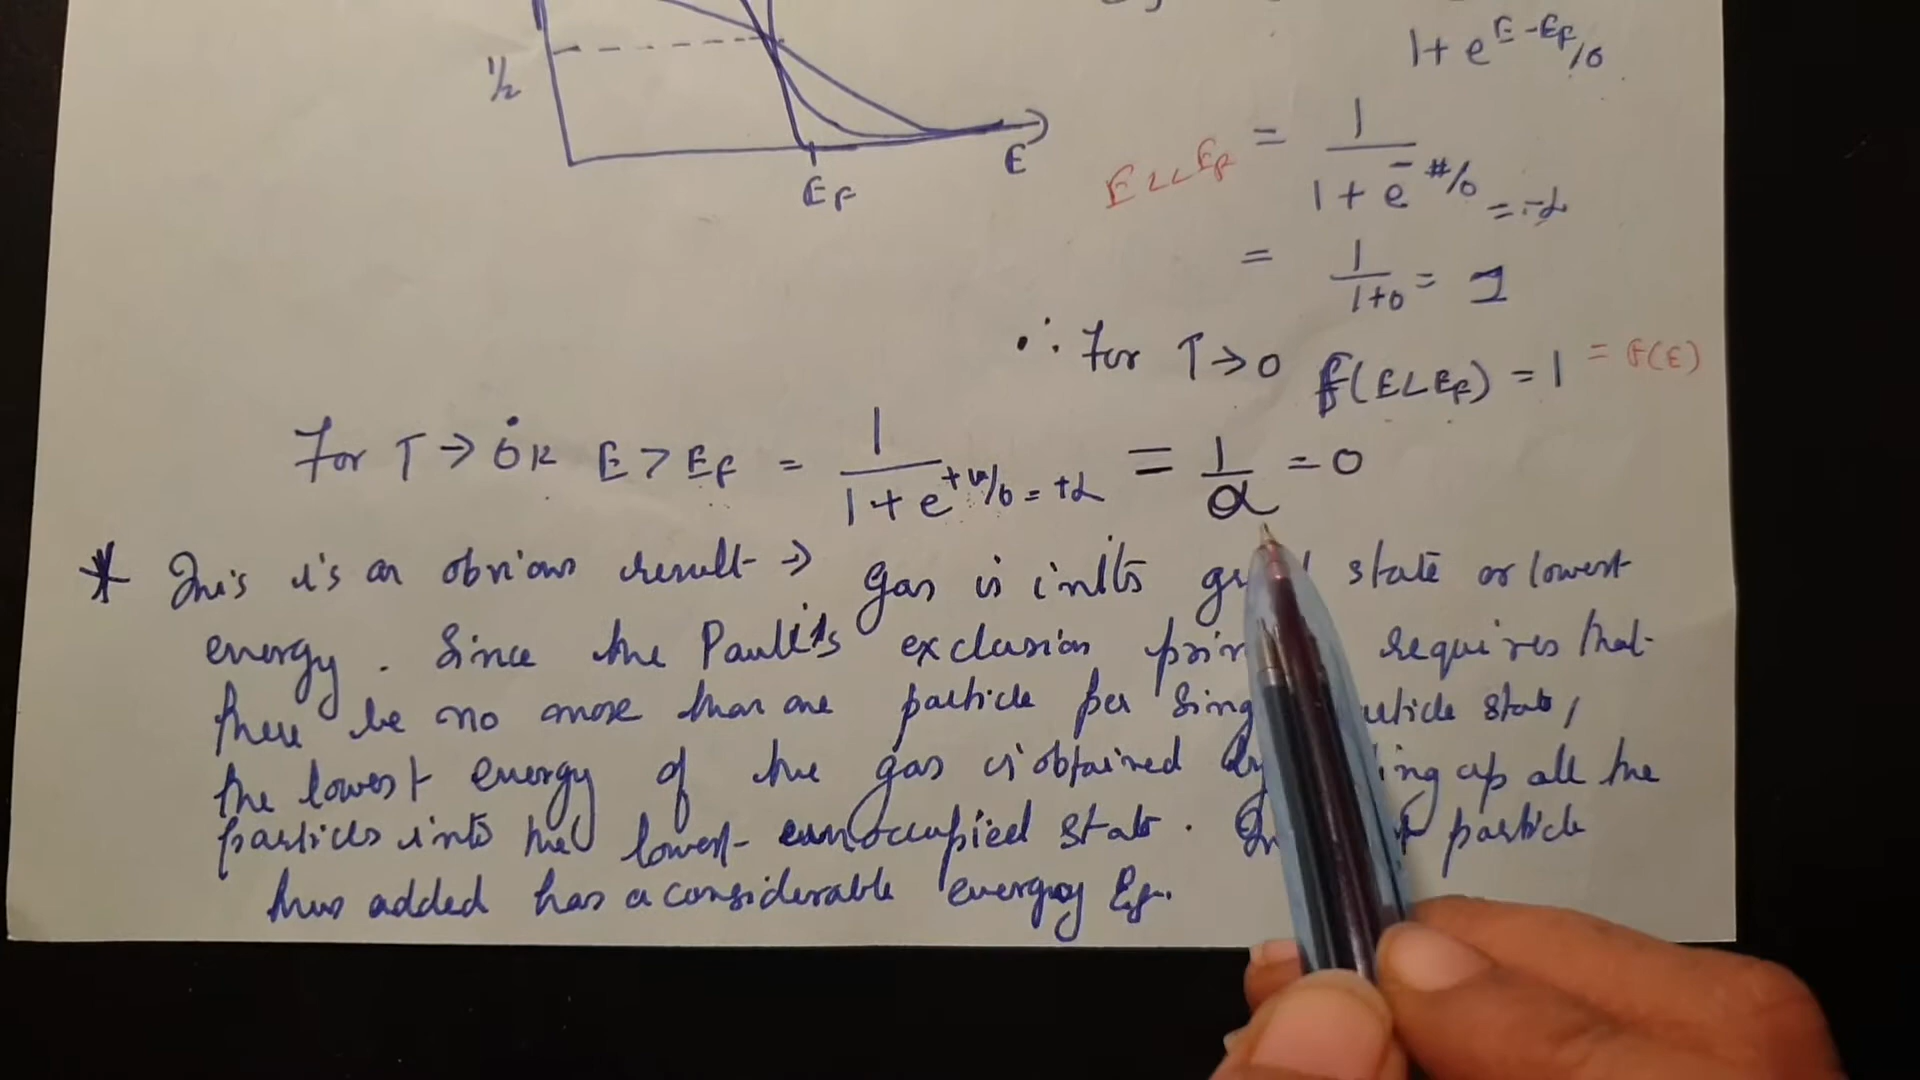 1/2
E
EF
1 + e^E-EF/0
E<<EF = 1 / 1 + e^-#/0 = -∝
= 1 / 1+0 = 1
∴ For T → 0 f(E<EF) = 1 = F(E)
For T → 0K E > EF = 1 / 1 + e^+#/0 = +∝ = 1/∝ = 0
* This is an obvious result → Gas is in its state or lowest
energy. Since the Pauli's exclusion requires that
there be no more than one particle per state,
the lowest energy of the gas is obtained up all the
particles into the lowest unoccupied state. particle
thus added has a considerable energy EF.